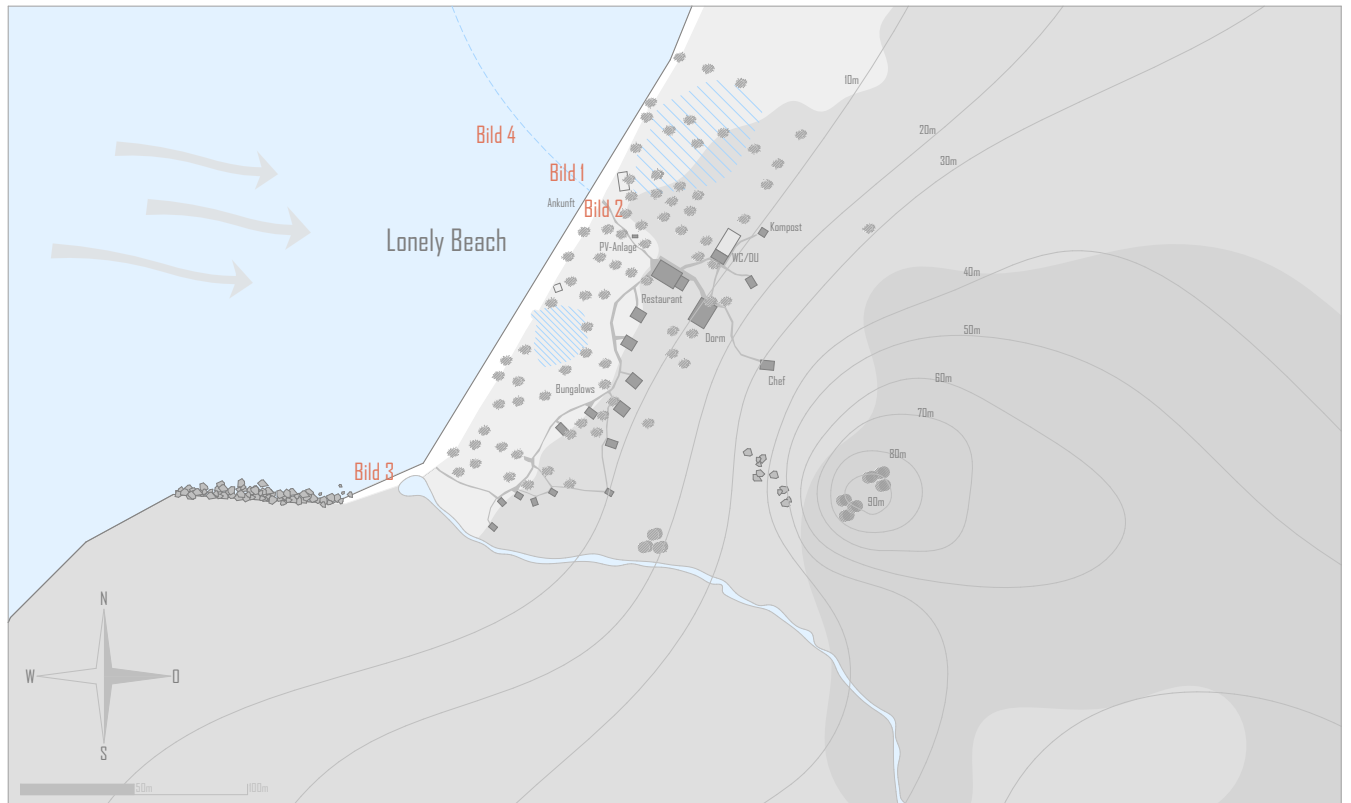 10m
20m
Bild 4
30m
Bild 1
Ankunft
Bild 2
Kompost
Lonely Beach
PV-Anlage
WC/DU
40m
Restaurant
50m
Dorm
Chef
60m
Bungalows
70m
80m
Bild 3
90m
N
W
O
S
50m
100m